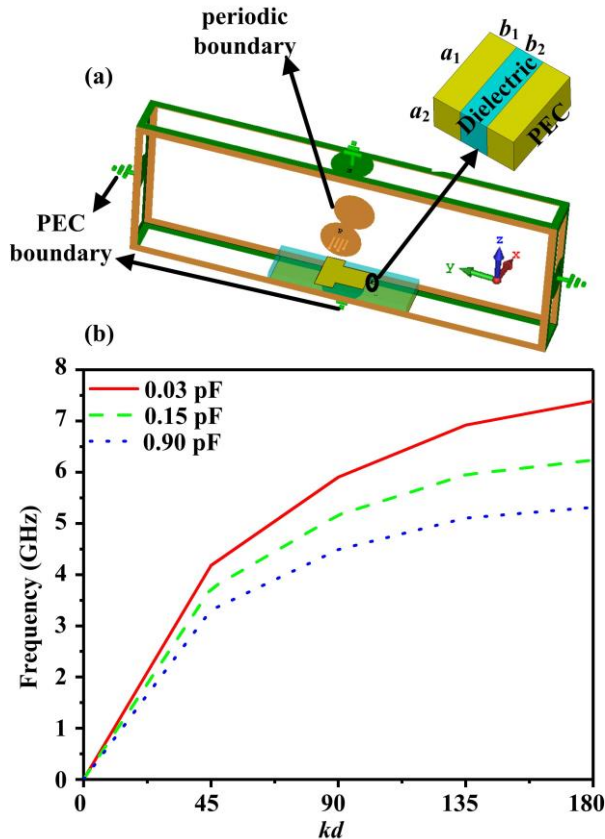 periodic
boundary
(a)
b₁
b₂
a₁
a₂
Dielectric
PEC
PEC
boundary
z
x
y
(b)
8
7
6
5
4
3
2
1
0
Frequency (GHz)
0.03 pF
0.15 pF
0.90 pF
0 45 90 135 180
kd